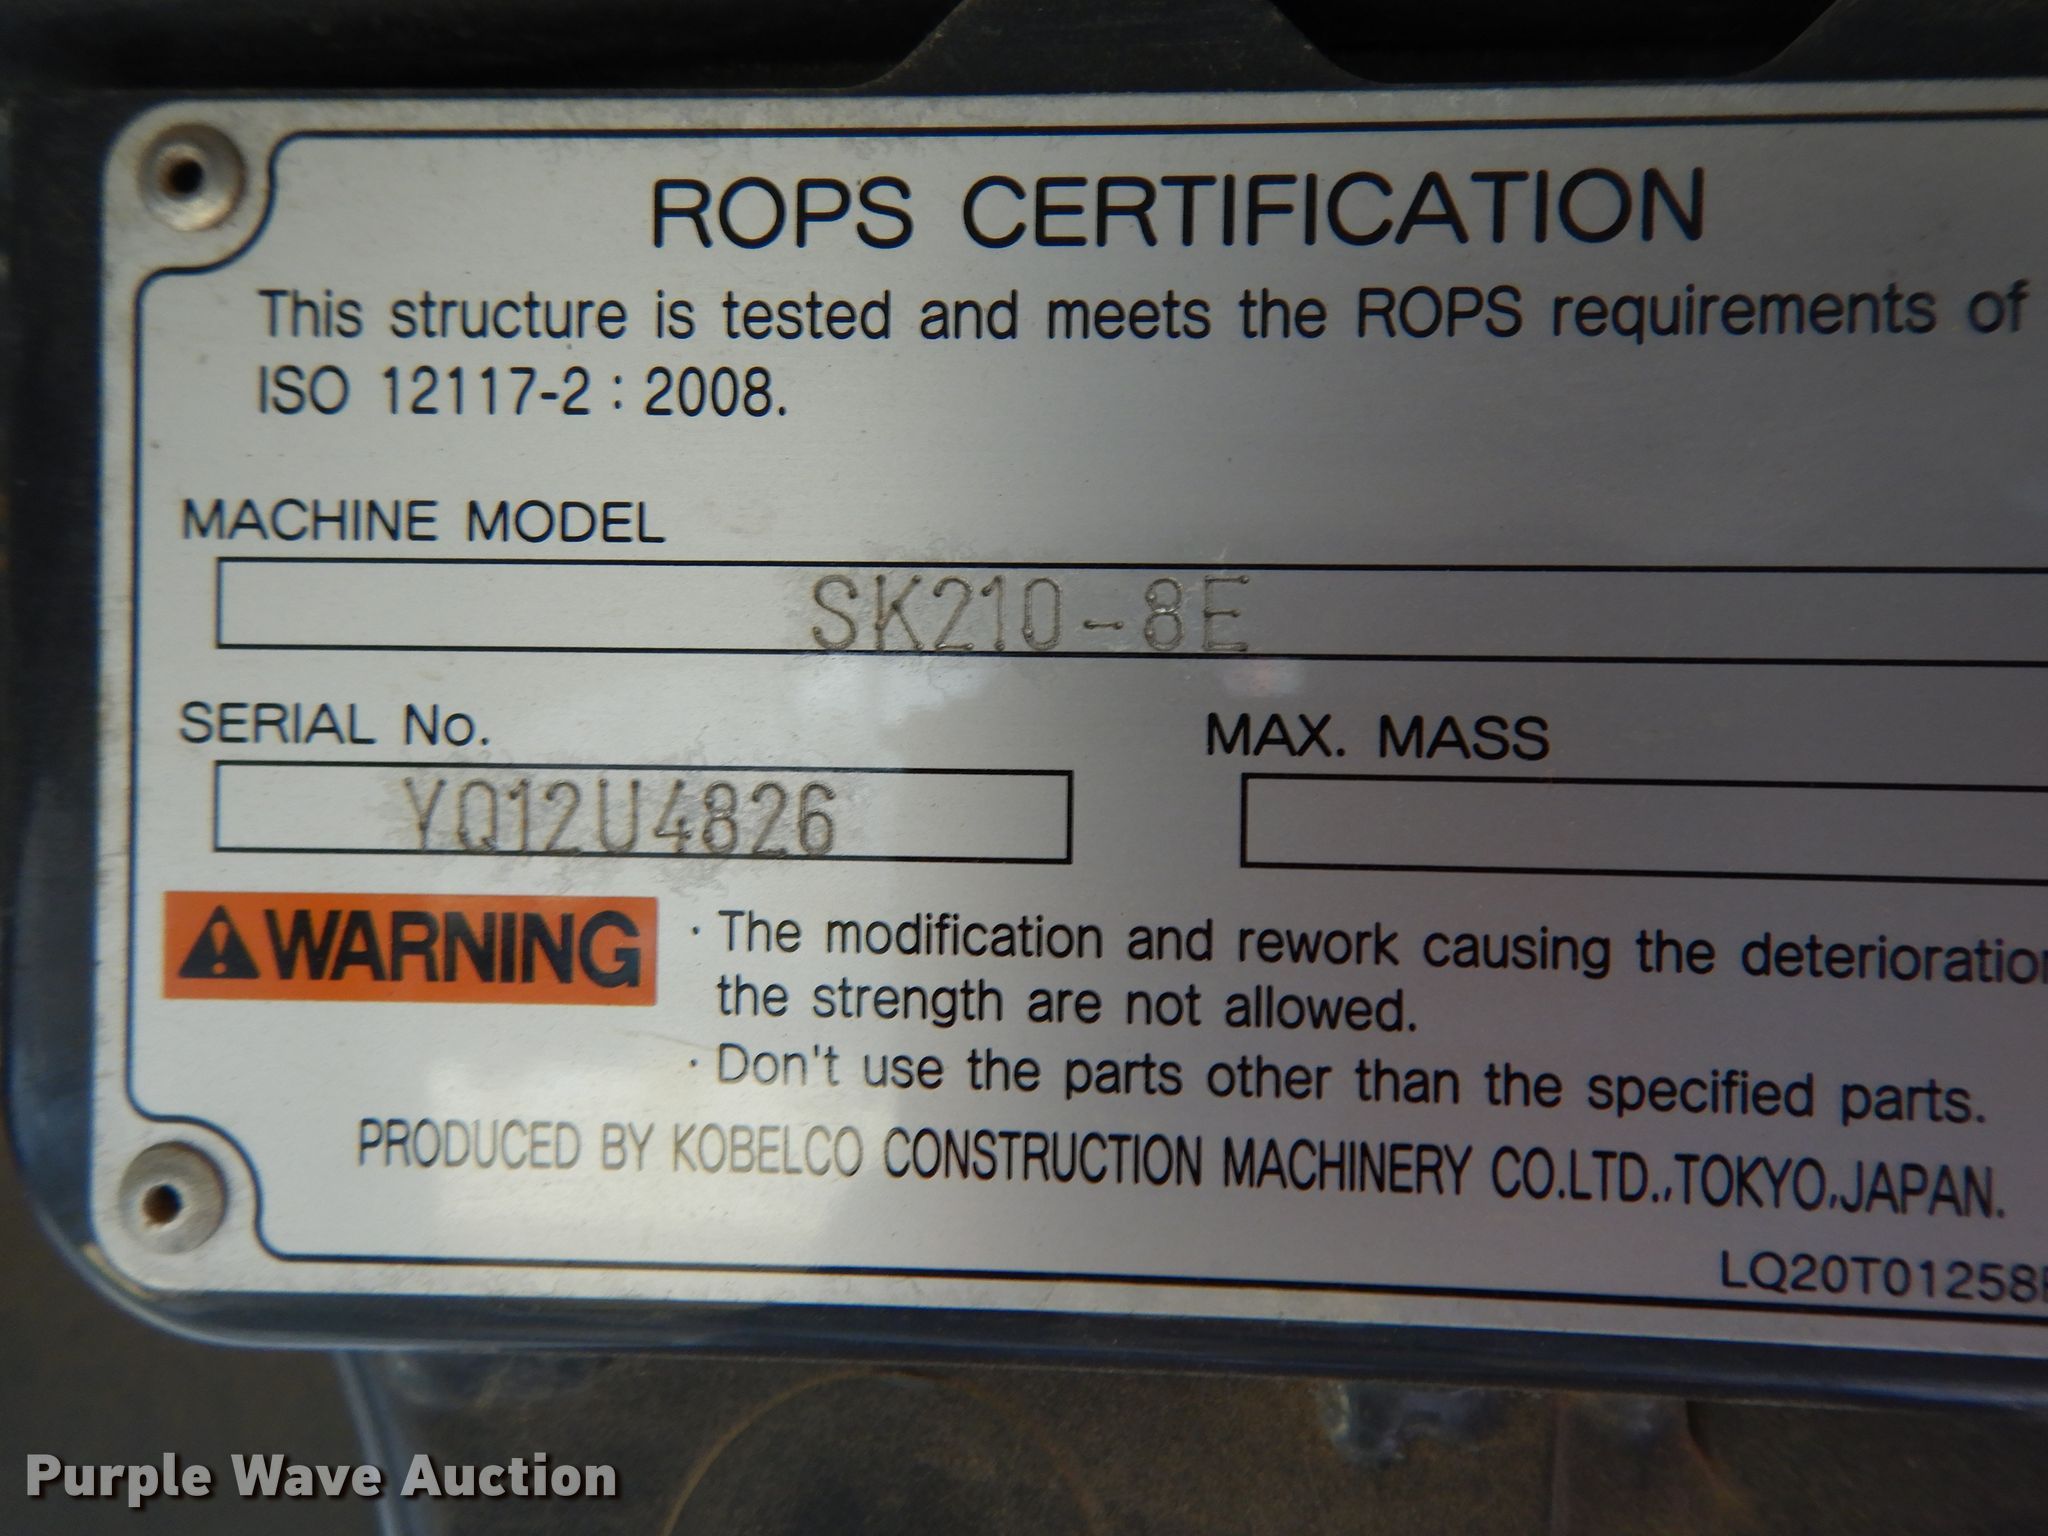 ROPS CERTIFICATION
This structure is tested and meets the ROPS requirements of
ISO 12117-2 : 2008.
MACHINE MODEL
SK210-8E
SERIAL No.
MAX. MASS
YQ12U4826
WARNING
· The modification and rework causing the deterioratio
the strength are not allowed.
· Don't use the parts other than the specified parts.
PRODUCED BY KOBELCO CONSTRUCTION MACHINERY CO.LTD.,TOKYO,JAPAN.
LQ20T01258
Purple Wave Auction